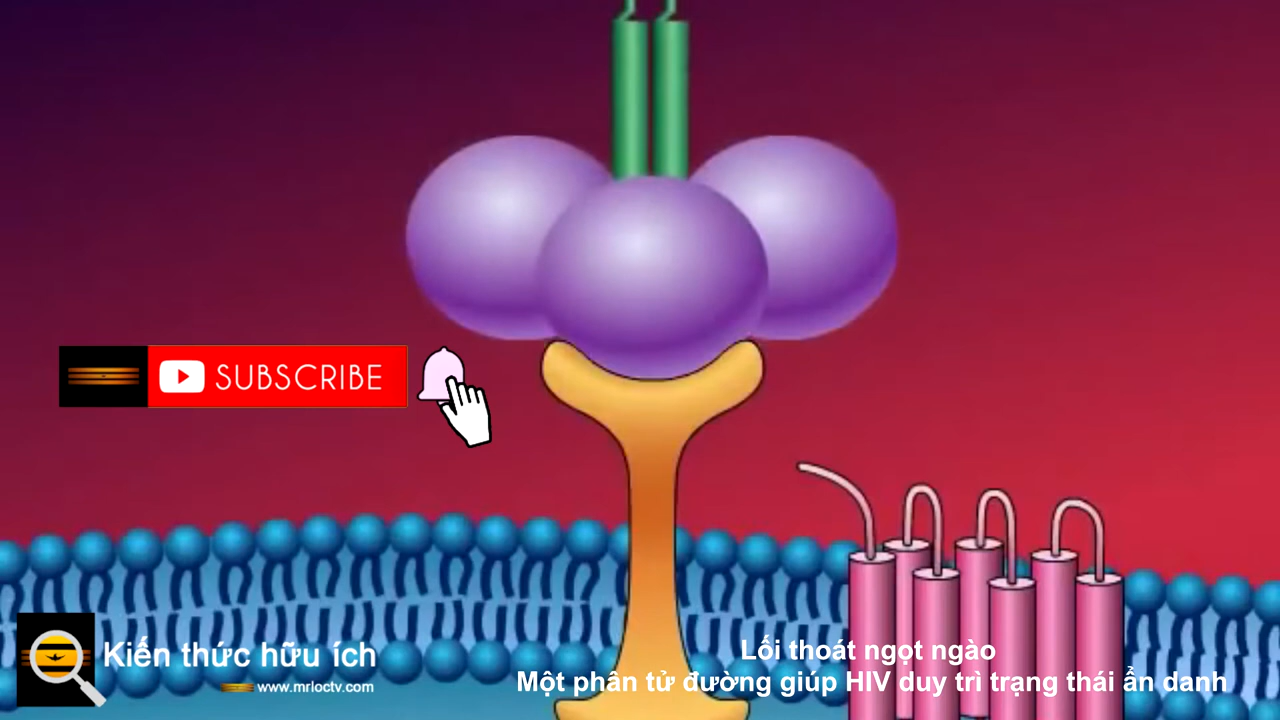 SUBSCRIBE
Kiến thức hữu ích
www.mrloctv.com
Lối thoát ngọt ngào
Một phân tử đường giúp HIV duy trì trạng thái ẩn danh